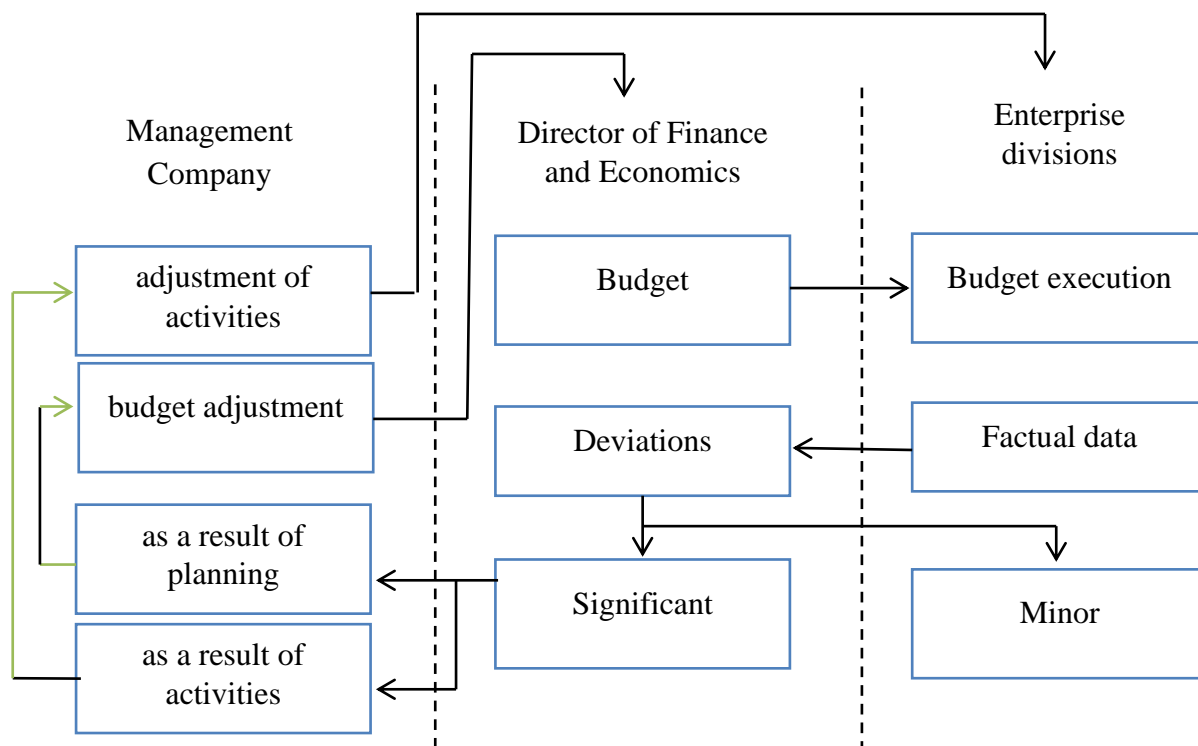 Management
Company
Director of Finance
and Economics
Enterprise
divisions
adjustment of
activities
Budget
Budget execution
budget adjustment
Deviations
Factual data
as a result of
planning
Significant
Minor
as a result of
activities